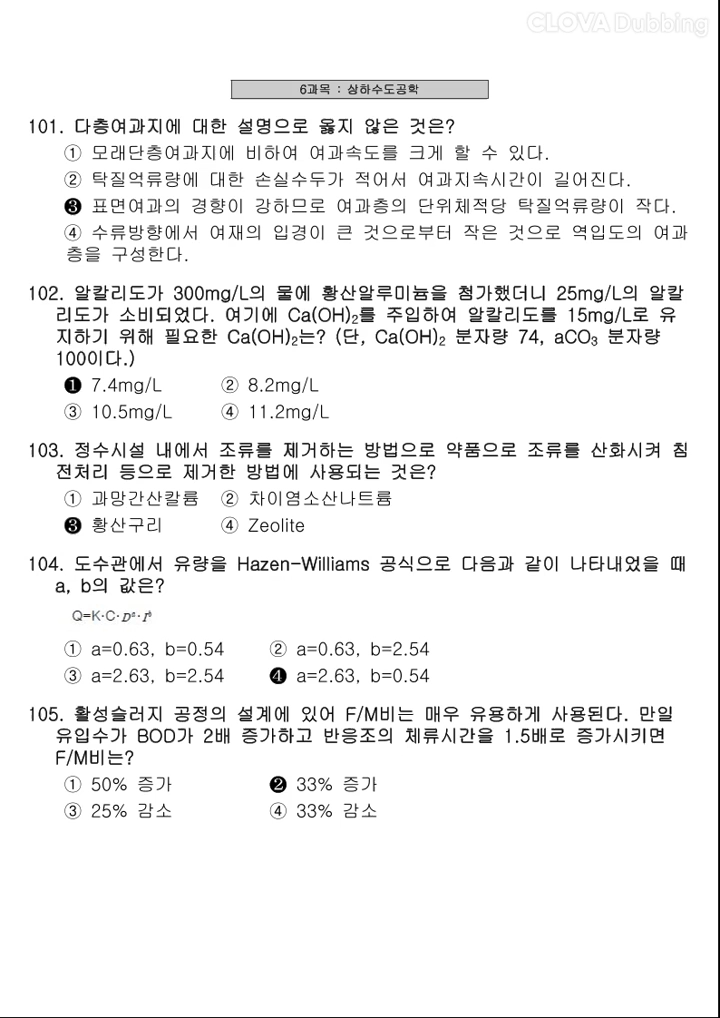 CLOVA Dubbing
6과목 : 상하수도공학
101. 다층여과지에 대한 설명으로 옳지 않은 것은?
① 모래단층여과지에 비하여 여과속도를 크게 할 수 있다.
② 탁질억류량에 대한 손실수두가 적어서 여과지속시간이 길어진다.
❸ 표면여과의 경향이 강하므로 여과층의 단위체적당 탁질억류량이 작다.
④ 수류방향에서 여재의 입경이 큰 것으로부터 작은 것으로 역입도의 여과
층을 구성한다.
102. 알칼리도가 300mg/L의 물에 황산알루미늄을 첨가했더니 25mg/L의 알칼
리도가 소비되었다. 여기에 Ca(OH)₂를 주입하여 알칼리도를 15mg/L로 유
지하기 위해 필요한 Ca(OH)₂는? (단, Ca(OH)₂ 분자량 74, aCO₃ 분자량
100이다.)
❶ 7.4mg/L ② 8.2mg/L
③ 10.5mg/L ④ 11.2mg/L
103. 정수시설 내에서 조류를 제거하는 방법으로 약품으로 조류를 산화시켜 침
전처리 등으로 제거한 방법에 사용되는 것은?
① 과망간산칼륨 ② 차이염소산나트륨
❸ 황산구리 ④ Zeolite
104. 도수관에서 유량을 Hazen-Williams 공식으로 다음과 같이 나타내었을 때
a, b의 값은?
Q=K·C·Dᵃ·Iᵇ
① a=0.63, b=0.54 ② a=0.63, b=2.54
③ a=2.63, b=2.54 ❹ a=2.63, b=0.54
105. 활성슬러지 공정의 설계에 있어 F/M비는 매우 유용하게 사용된다. 만일
유입수가 BOD가 2배 증가하고 반응조의 체류시간을 1.5배로 증가시키면
F/M비는?
① 50% 증가 ❷ 33% 증가
③ 25% 감소 ④ 33% 감소